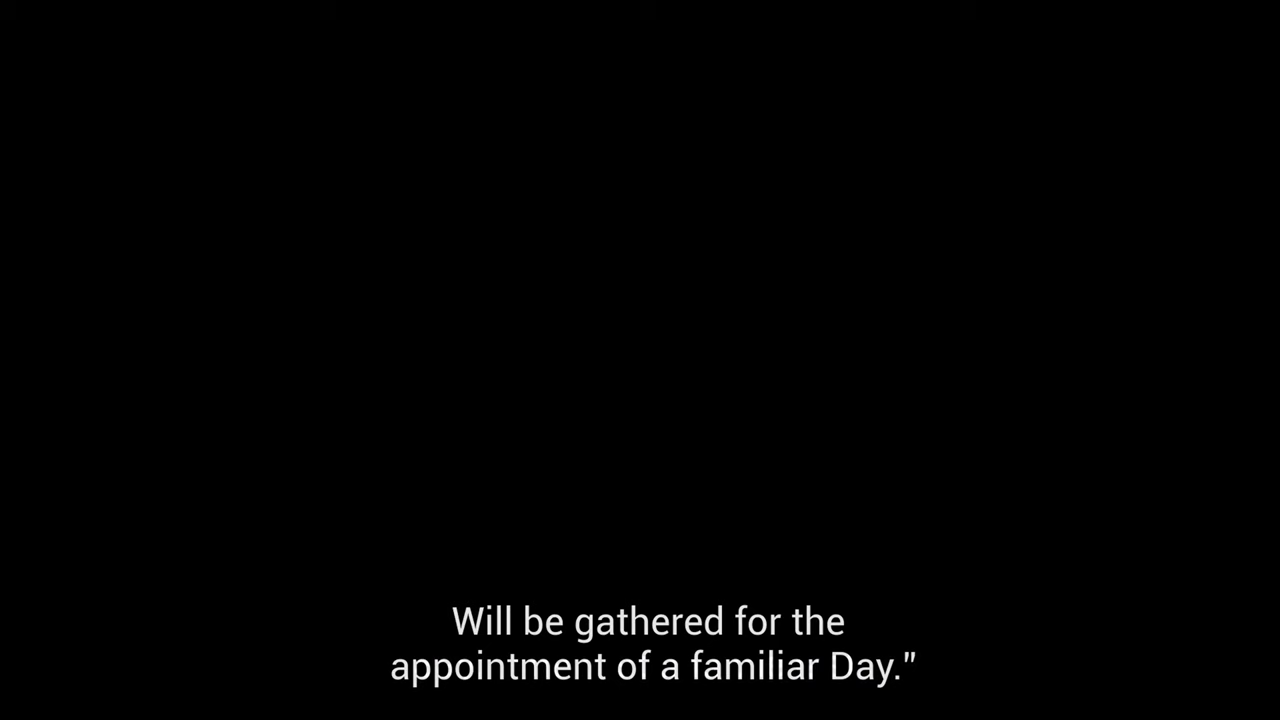 Will be gathered for the
appointment of a familiar Day."